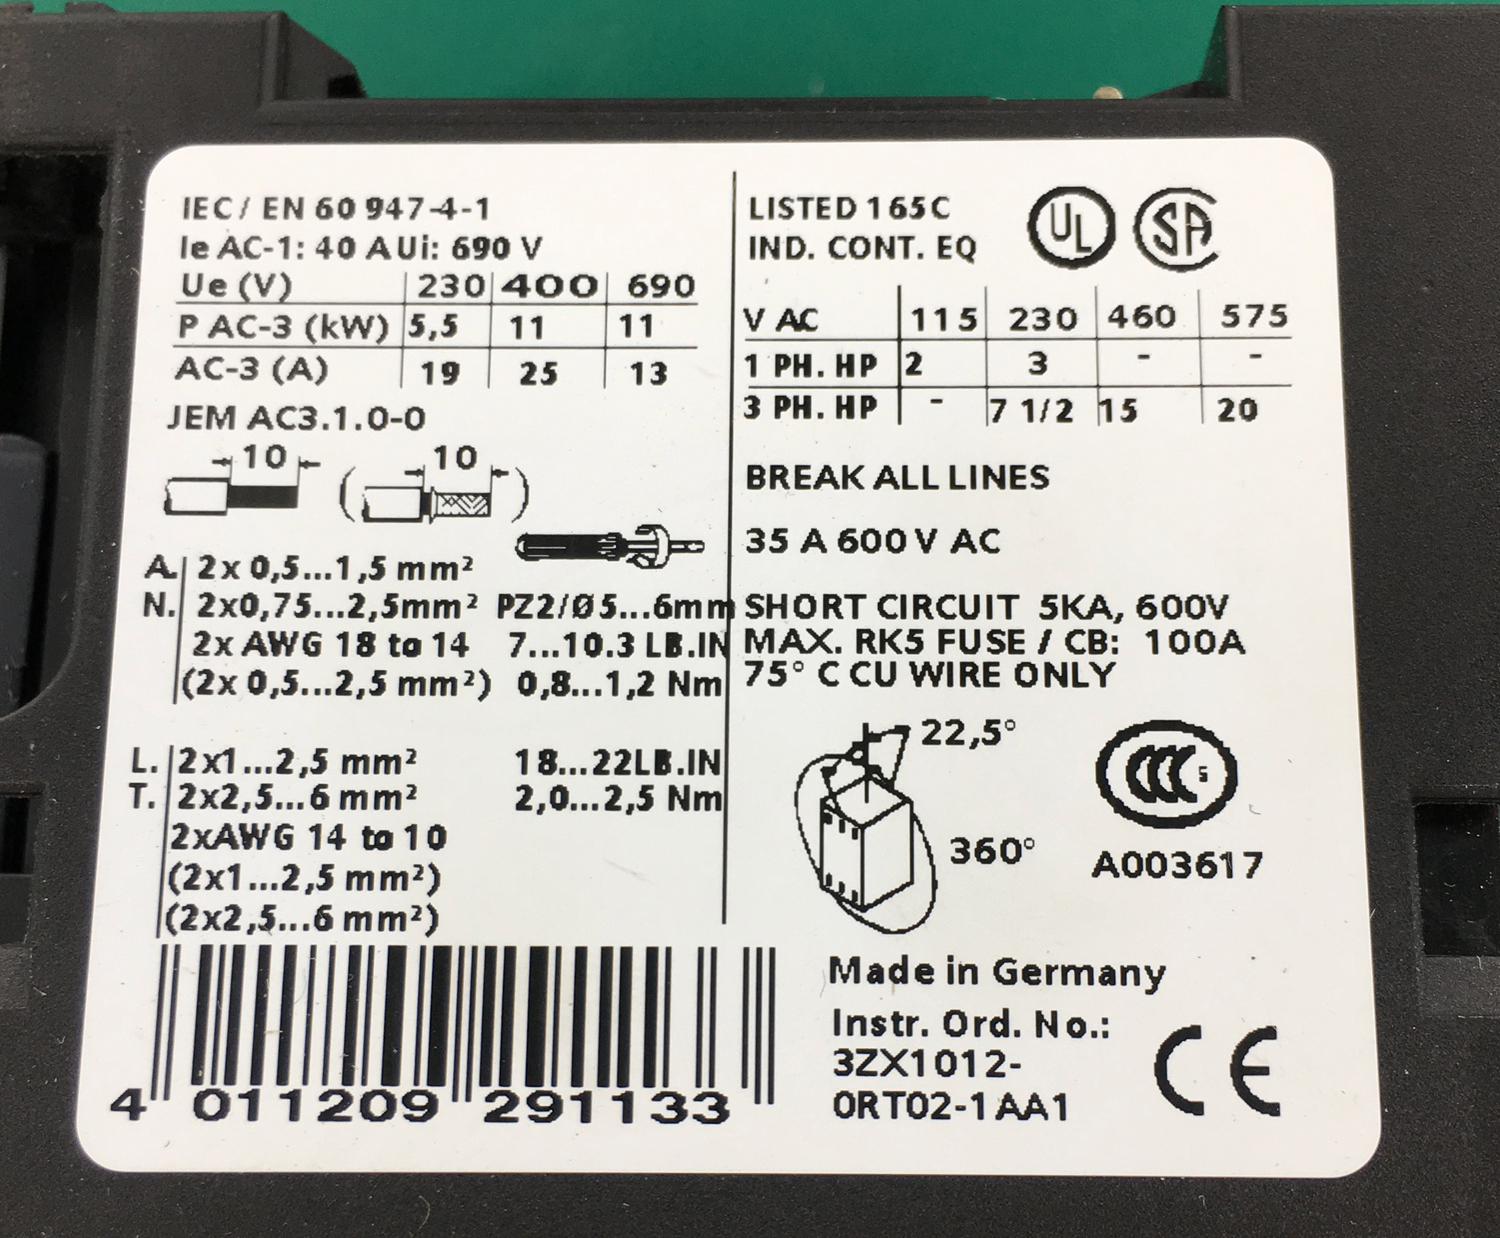 IEC/ EN 60 947-4-1
Ie AC-1: 40 A Ui: 690 V
Ue (V) 230 400 690
P AC-3 (kW) 5,5 11 11
AC-3 (A) 19 25 13
JEM AC3.1.0-0
10 ( 10 )
A. 2x 0,5...1,5 mm²
N. 2x0,75...2,5mm² PZ2/Ø5...6mm
2x AWG 18 to 14 7...10.3 LB.IN
(2x 0,5...2,5 mm²) 0,8...1,2 Nm
L. 2x1...2,5 mm² 18...22LB.IN
T. 2x2,5...6 mm² 2,0...2,5 Nm
2xAWG 14 to 10
(2x1...2,5 mm²)
(2x2,5...6 mm²)
4 011209 291133
LISTED 165C UL SA
IND. CONT. EQ
V AC 115 230 460 575
1 PH. HP 2 3 - -
3 PH. HP - 7 1/2 15 20
BREAK ALL LINES
35 A 600 V AC
SHORT CIRCUIT 5KA, 600V
MAX. RK5 FUSE / CB: 100A
75° C CU WIRE ONLY
22,5°
360°
CCC S
A003617
Made in Germany
Instr. Ord. No.:
3ZX1012-
0RT02-1AA1
CE